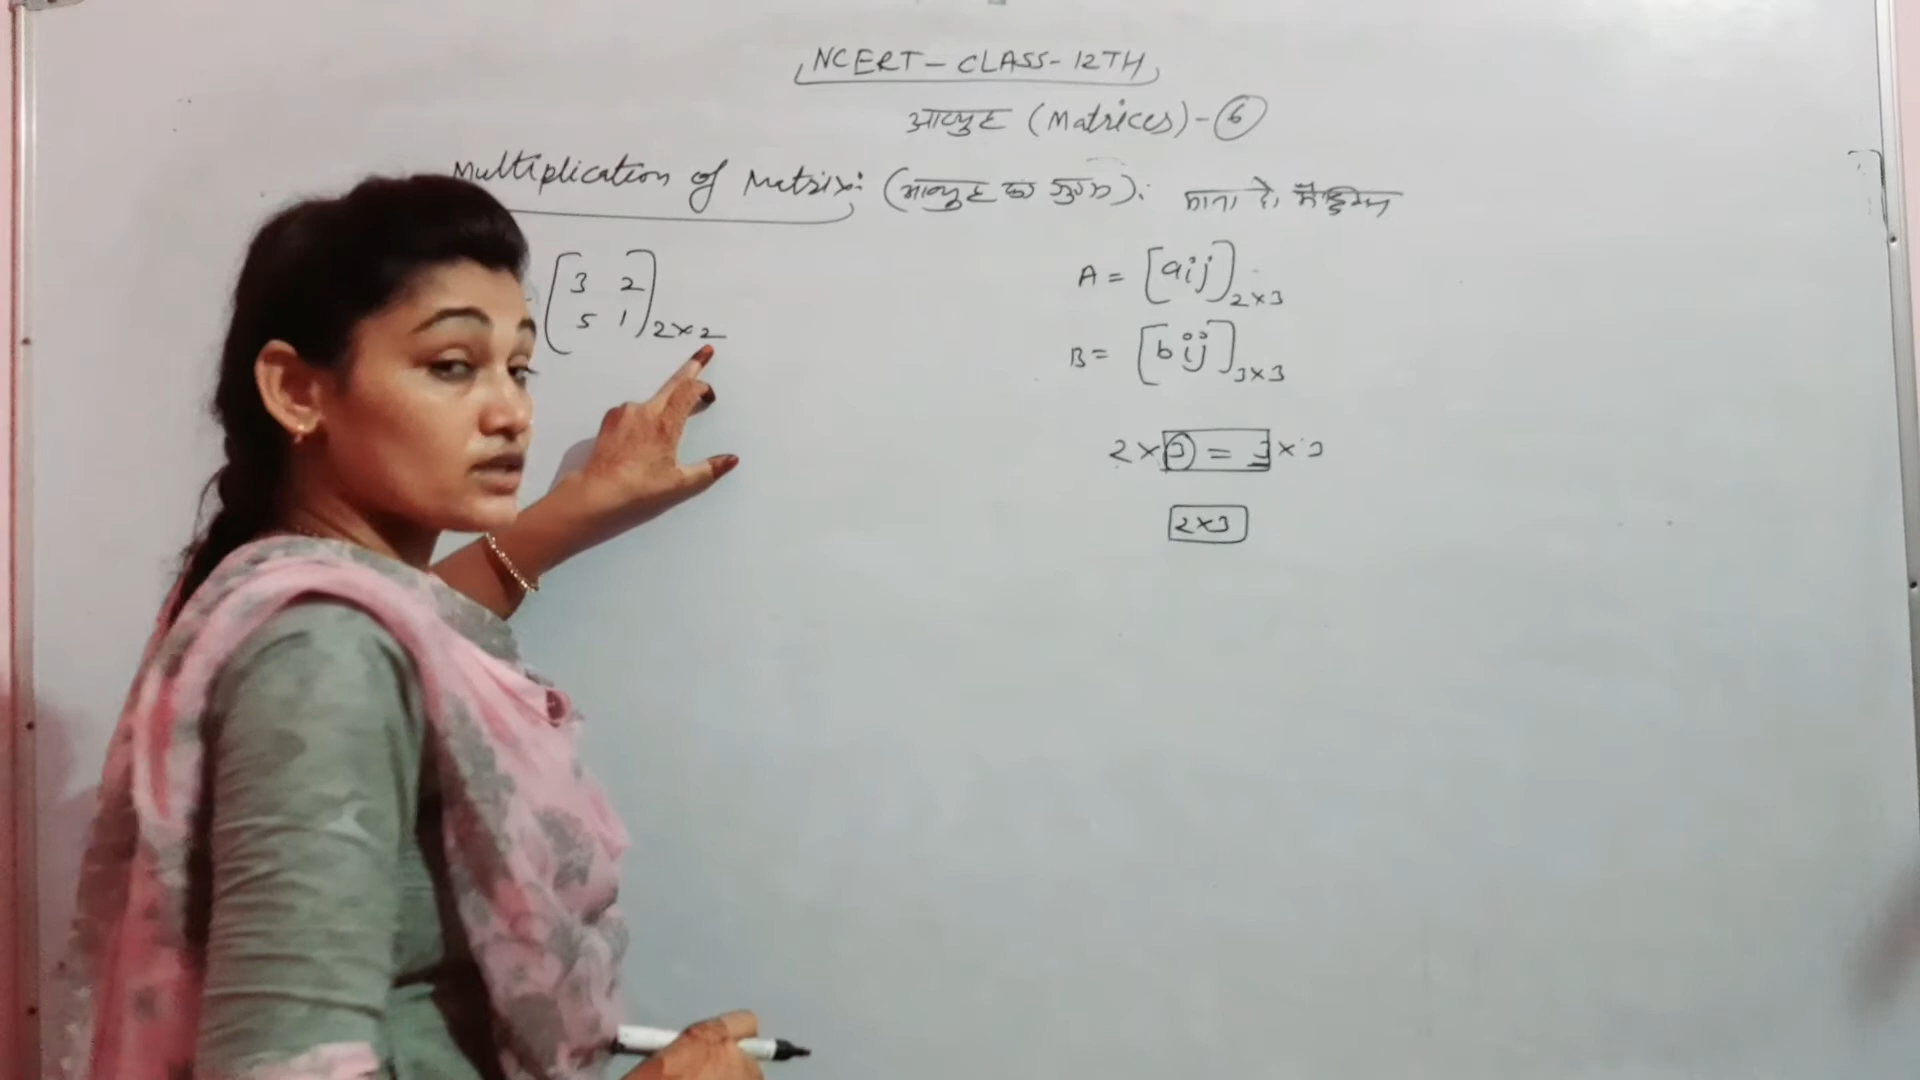 NCERT - CLASS - 12TH
आव्यूह (Matrices) - 6
Multiplication of Matrix: (आव्यूह का गुणन):
[3 2
5 1] 2×2
A = [aij] 2×3
B = [bij] 3×3
2 × 3 = 3 × 3
2×3